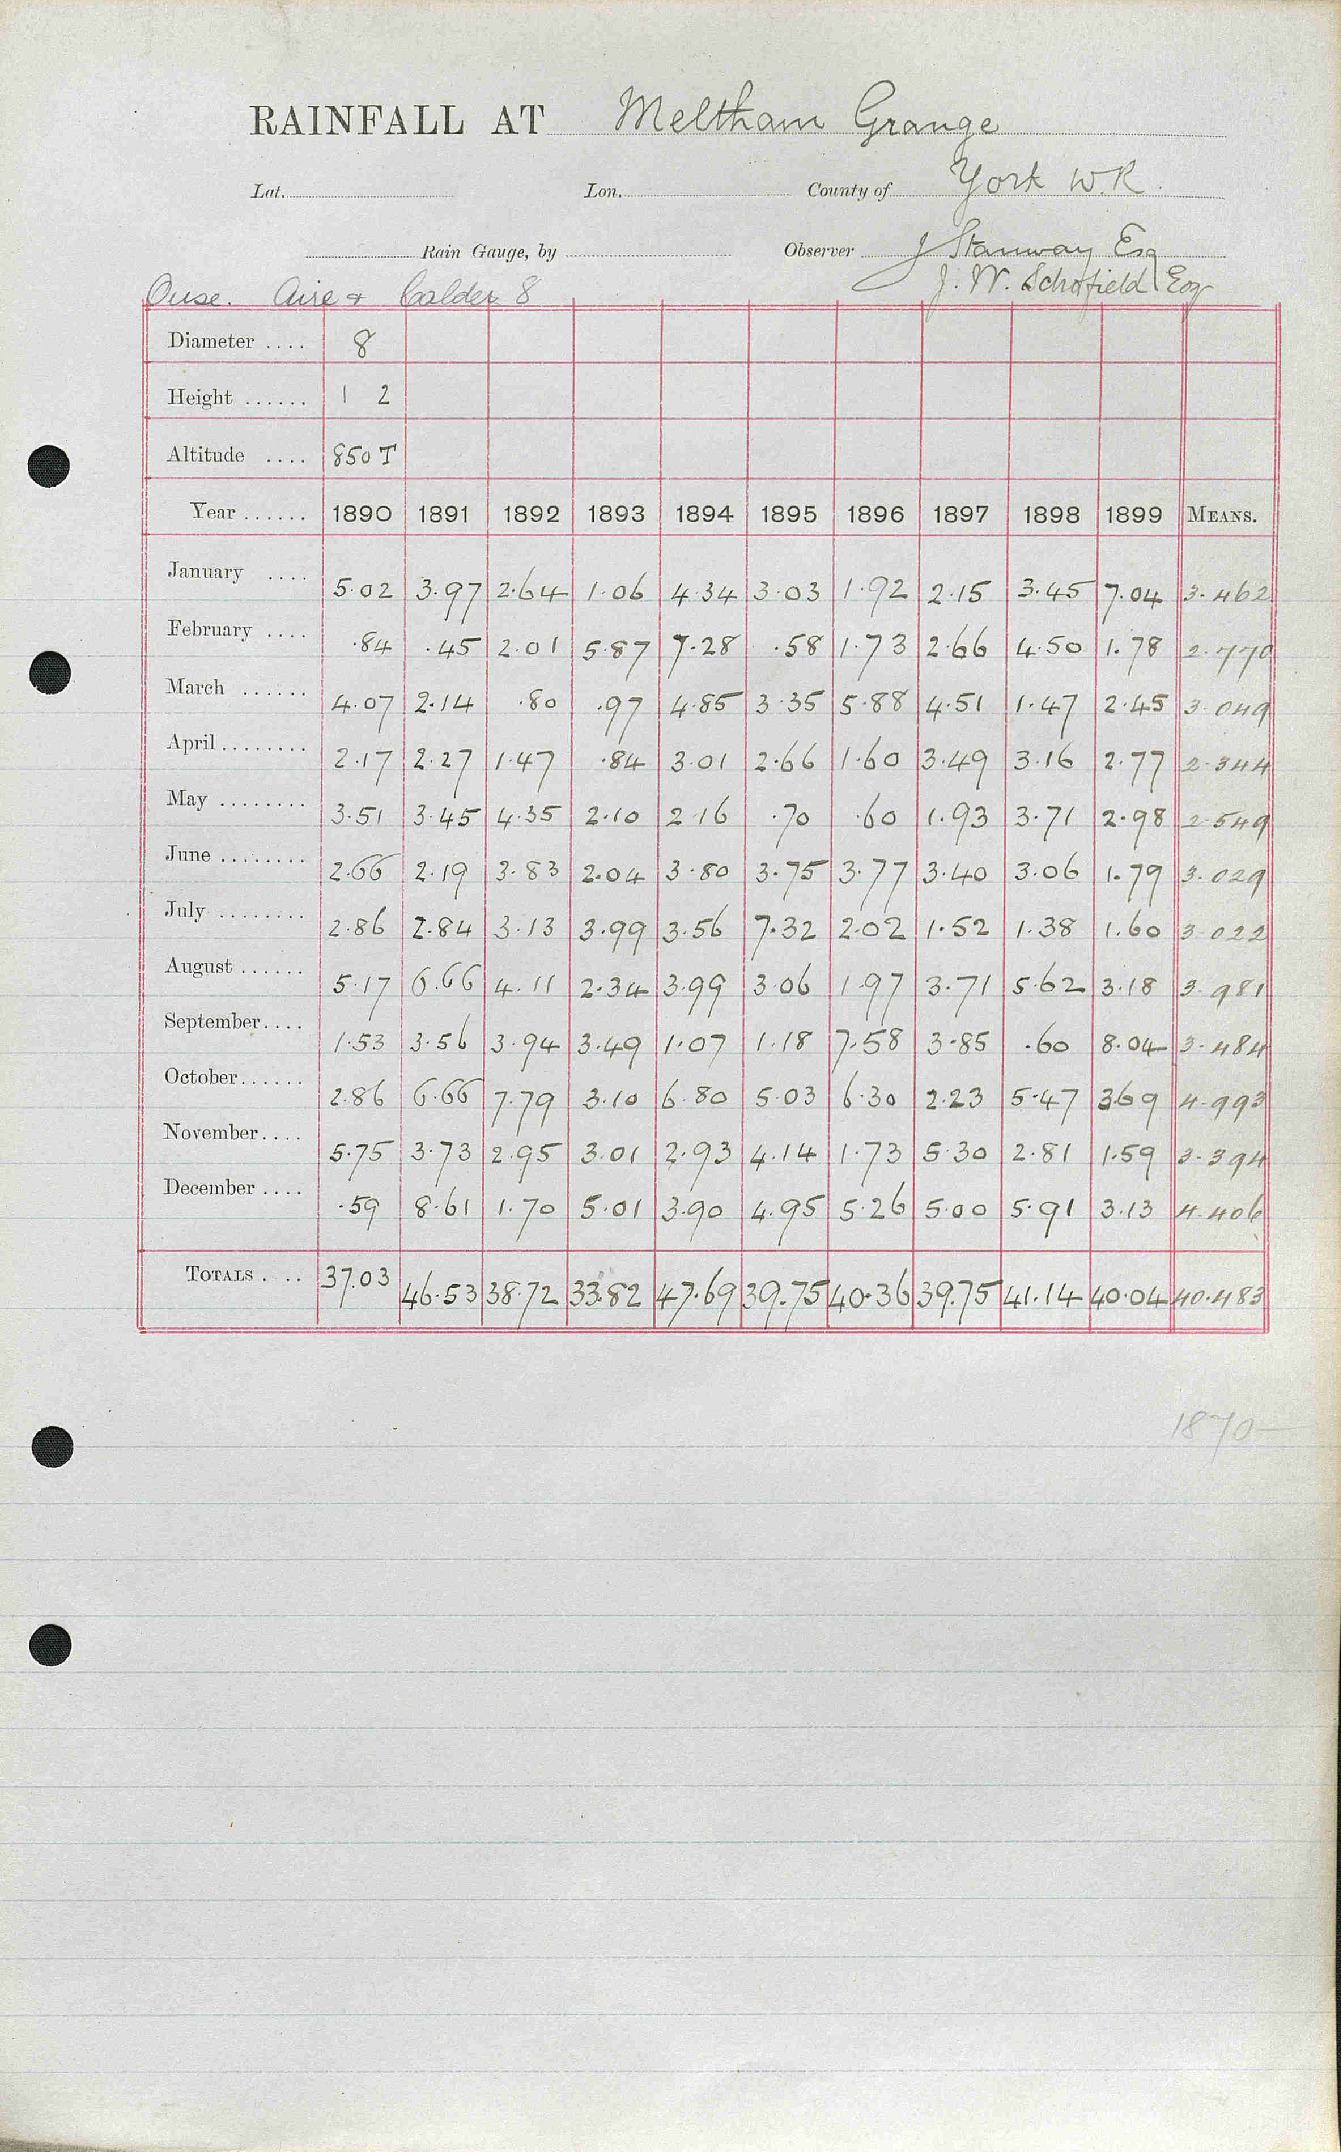 RAINFALL AT Meltham Grange
Lat. Lon. County of York W.R.
Rain Gauge, by Observer J Stanway Esq
J. W. Schofield Esq
Ouse. Aire & Calder 8
Diameter .... 8
Height ...... 1 2
Altitude .... 850 T
Year ...... 1890 1891 1892 1893 1894 1895 1896 1897 1898 1899 MEANS.
January .... 5.02 3.97 2.64 1.06 4.34 3.03 1.92 2.15 3.45 7.04 3.462
February .... .84 .45 2.01 5.87 7.28 .58 1.73 2.66 4.50 1.78 2.770
March ...... 4.07 2.14 .80 .97 4.85 3.35 5.88 4.51 1.47 2.45 3.049
April ........ 2.17 2.27 1.47 .84 3.01 2.66 1.60 3.49 3.16 2.77 2.344
May ........ 3.51 3.45 4.35 2.10 2.16 .70 .60 1.93 3.71 2.98 2.549
June ........ 2.66 2.19 3.83 2.04 3.80 3.75 3.77 3.40 3.06 1.79 3.029
July ........ 2.86 2.84 3.13 3.99 3.56 7.32 2.02 1.52 1.38 1.60 3.022
August ...... 5.17 6.66 4.11 2.34 3.99 3.06 1.97 3.71 5.62 3.18 3.981
September .... 1.53 3.56 3.94 3.49 1.07 1.18 7.58 3.85 .60 8.04 3.484
October ...... 2.86 6.66 7.79 3.10 6.80 5.03 6.30 2.23 5.47 3.69 4.993
November .... 5.75 3.73 2.95 3.01 2.93 4.14 1.73 5.30 2.81 1.59 3.394
December .... .59 8.61 1.70 5.01 3.90 4.95 5.26 5.00 5.91 3.13 4.406
TOTALS .... 37.03 46.53 38.72 33.82 47.69 39.75 40.36 39.75 41.14 40.04 40.483
1870-